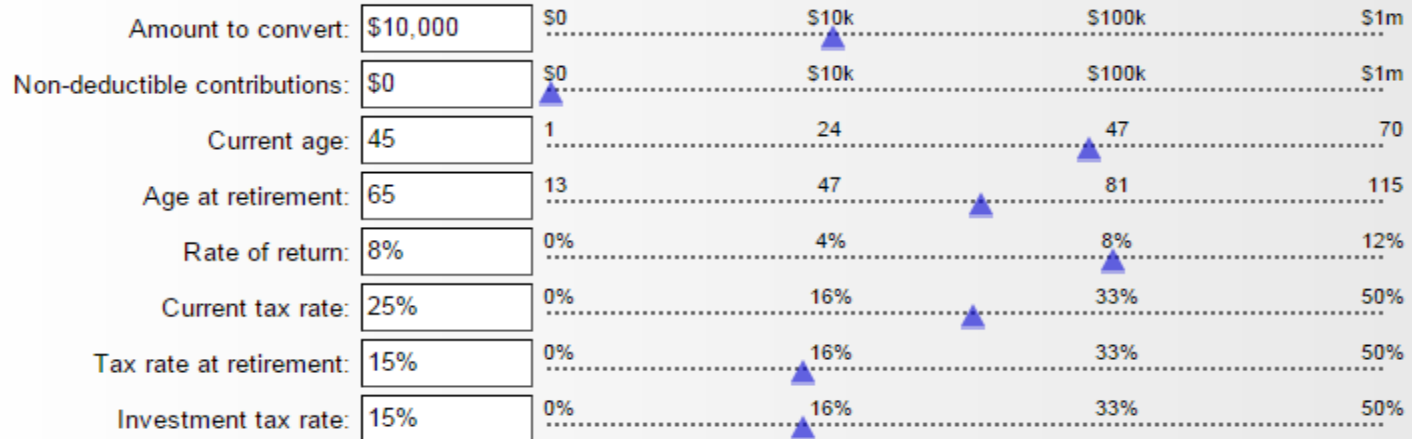 Amount to convert: $10,000 $0 $10k $100k $1m
Non-deductible contributions: $0 $0 $10k $100k $1m
Current age: 45 1 24 47 70
Age at retirement: 65 13 47 81 115
Rate of return: 8% 0% 4% 8% 12%
Current tax rate: 25% 0% 16% 33% 50%
Tax rate at retirement: 15% 0% 16% 33% 50%
Investment tax rate: 15% 0% 16% 33% 50%